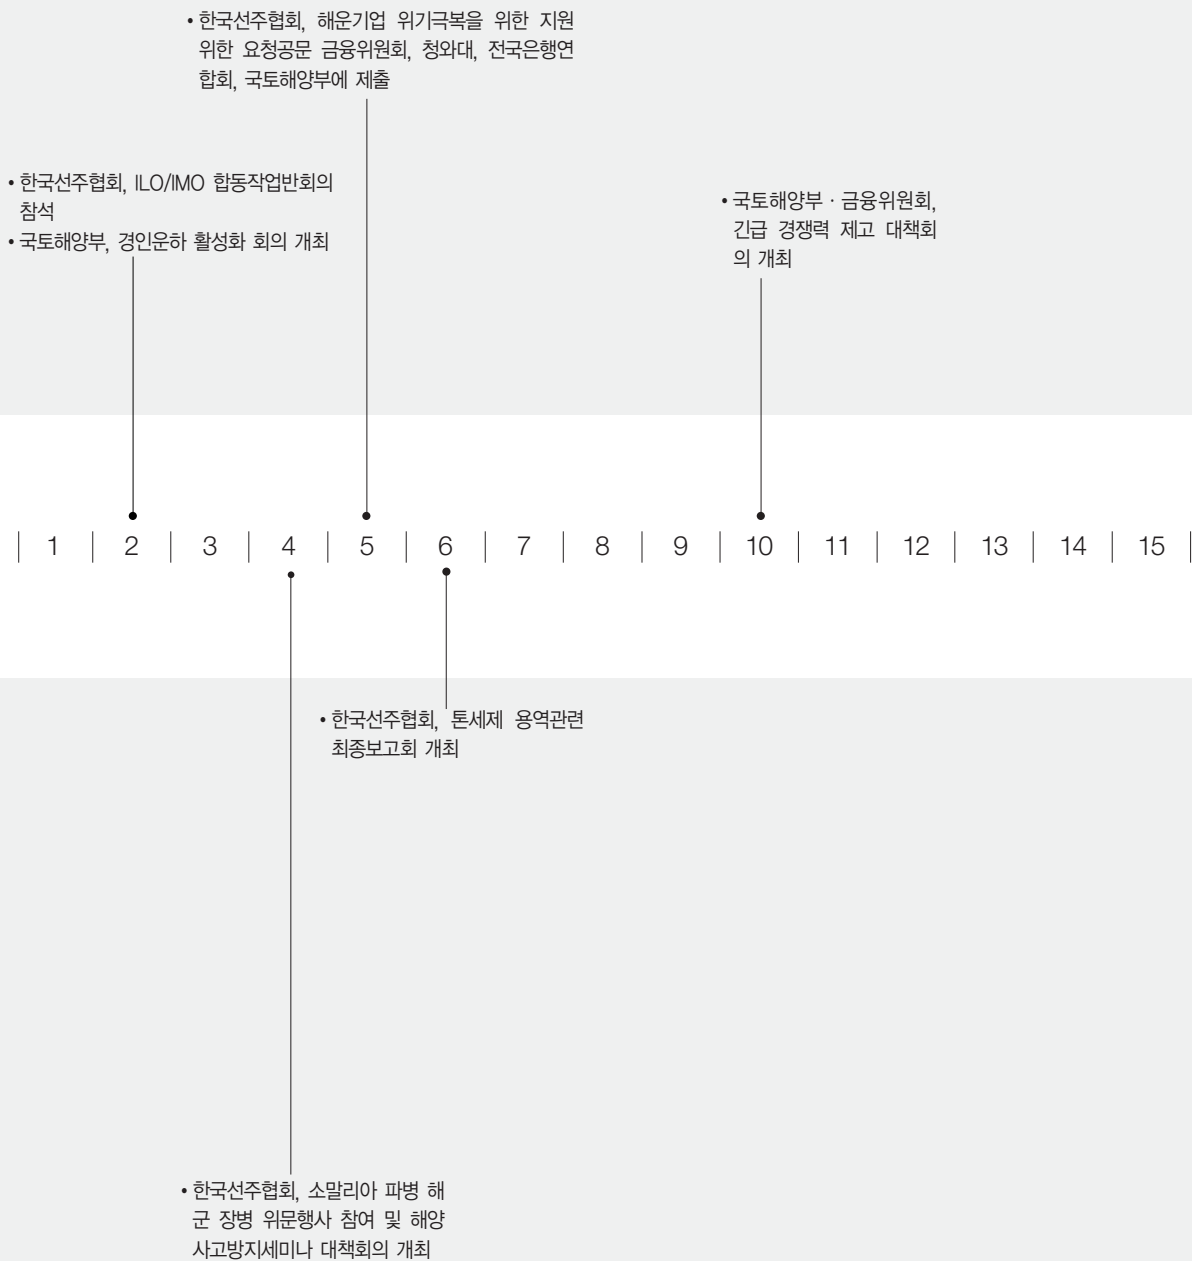 • 한국선주협회, 해운기업 위기극복을 위한 지원
위한 요청공문 금융위원회, 청와대, 전국은행연
합회, 국토해양부에 제출
• 한국선주협회, ILO/IMO 합동작업반회의
참석
• 국토해양부, 경인운하 활성화 회의 개최
• 국토해양부 · 금융위원회,
긴급 경쟁력 제고 대책회
의 개최
1 2 3 4 5 6 7 8 9 10 11 12 13 14 15
• 한국선주협회, 톤세제 용역관련
최종보고회 개최
• 한국선주협회, 소말리아 파병 해
군 장병 위문행사 참여 및 해양
사고방지세미나 대책회의 개최